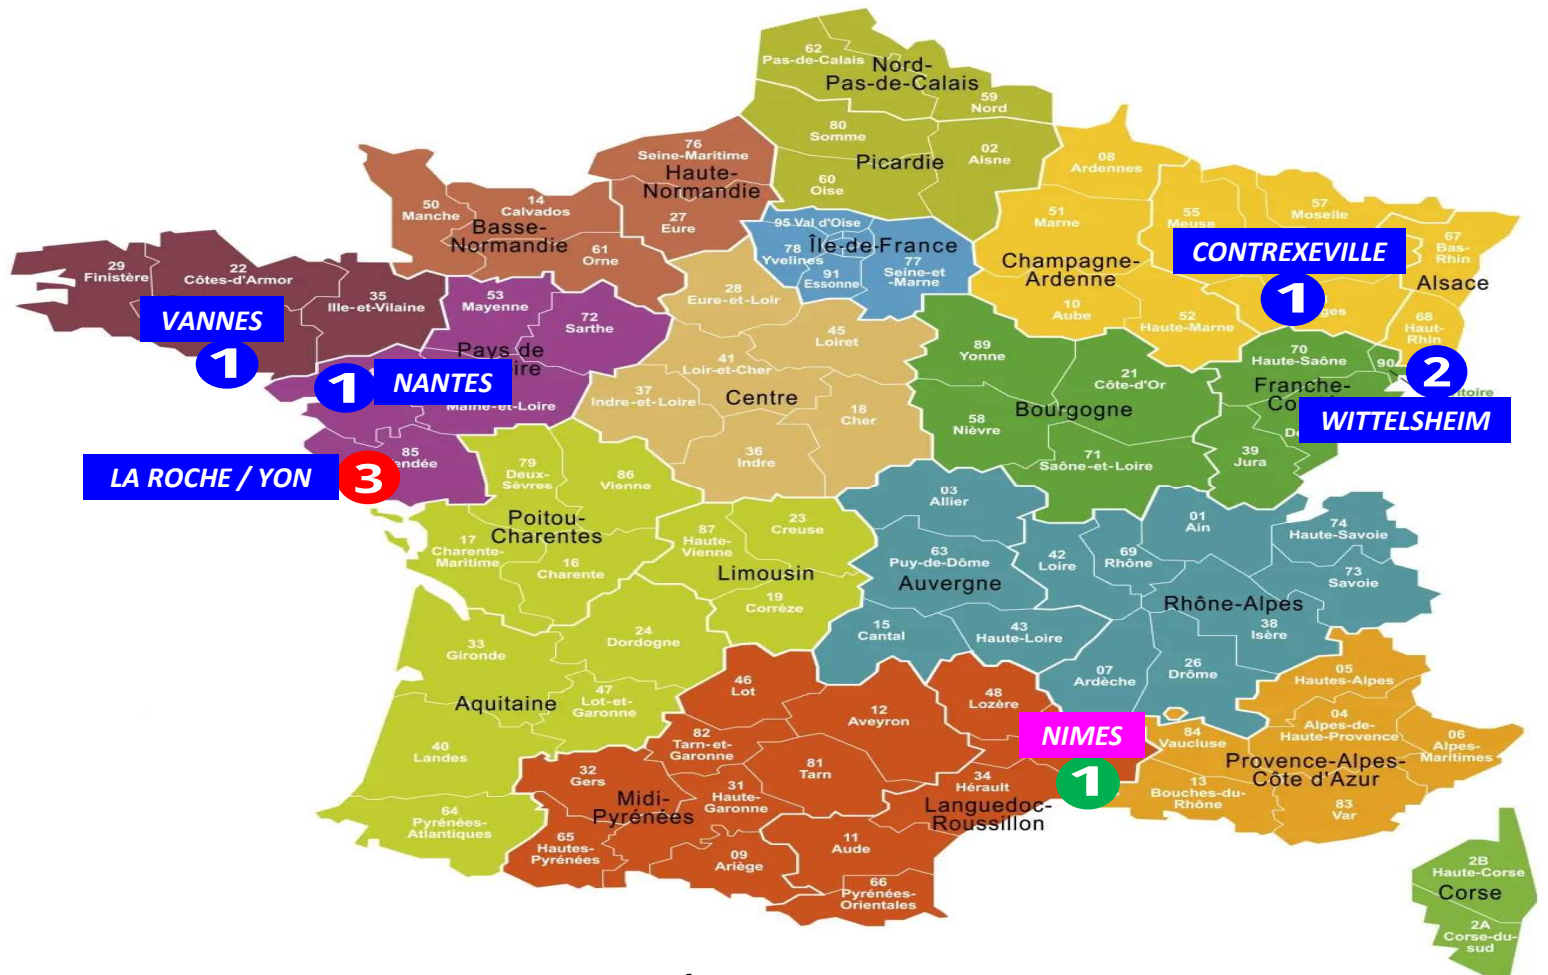 62
Pas-de-Calais
Nord-
Pas-de-Calais
59
Nord
80
Somme
Picardie
02
Aisne
60
Oise
76
Seine-Maritime
Haute-
Normandie
27
Eure
50
Manche
14
Calvados
Basse-
Normandie
61
Orne
08
Ardennes
51
Marne
55
Meuse
57
Moselle
67
Bas-
Rhin
Alsace
Champagne-
Ardenne
10
Aube
52
Haute-Marne
CONTREXEVILLE
1
ges
68
Haut-
Rhin
2
WITTELSHEIM
95 Val d'Oise
Île-de-France
78
Yvelines
91
Essonne
77
Seine-et
-Marne
29
Finistère
22
Côtes-d'Armor
35
Ille-et-Vilaine
VANNES
1
53
Mayenne
72
Sarthe
Pays de
ire
1
NANTES
Maine-et-Loire
LA ROCHE / YON
3
85
endée
28
Eure-et-Loir
45
Loiret
41
Loir-et-Cher
37
Indre-et-Loire
Centre
18
Cher
36
Indre
89
Yonne
21
Côte-d'Or
Bourgogne
58
Nièvre
71
Saône-et-Loire
70
Haute-Saône
90
itoire
Franche-
Co
D
39
Jura
79
Deux-
Sèvres
86
Vienne
Poitou-
Charentes
17
Charente-
Maritime
16
Charente
87
Haute-
Vienne
23
Creuse
Limousin
19
Corrèze
03
Allier
63
Puy-de-Dôme
Auvergne
15
Cantal
43
Haute-Loire
42
Loire
69
Rhône
01
Ain
74
Haute-Savoie
73
Savoie
Rhône-Alpes
38
Isère
07
Ardèche
26
Drôme
33
Gironde
24
Dordogne
Aquitaine
47
Lot-et-
Garonne
40
Landes
64
Pyrénées-
Atlantiques
46
Lot
12
Aveyron
82
Tarn-et-
Garonne
81
Tarn
32
Gers
31
Haute-
Garonne
Midi-
Pyrénées
65
Hautes-
Pyrénées
09
Ariège
48
Lozère
NIMES
1
34
Hérault
Languedoc-
Roussillon
11
Aude
66
Pyrénées-
Orientales
05
Hautes-Alpes
04
Alpes-de-
Haute-Provence
06
Alpes-
Maritimes
84
Vaucluse
Provence-Alpes-
Côte d'Azur
13
Bouches-du-
Rhône
83
Var
2B
Haute-Corse
Corse
2A
Corse-du-
sud